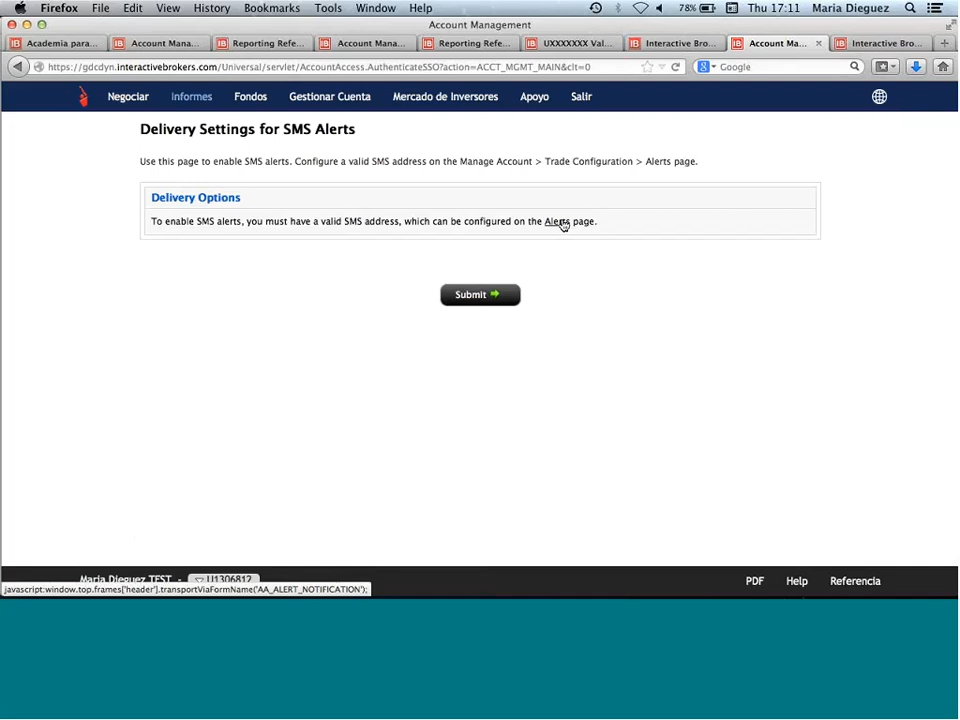 Firefox File Edit View History Bookmarks Tools Window Help 78% Thu 17:11 Maria Dieguez
Account Management
Academia para... Account Mana... Reporting Refe... Account Mana... Reporting Refe... UXXXXXXX Val... Interactive Bro... Account Ma... Interactive Bro...
https://gdcdyn.interactivebrokers.com/Universal/servlet/AccountAccess.AuthenticateSSO?action=ACCT_MGMT_MAIN&clt=0 Google
Negociar Informes Fondos Gestionar Cuenta Mercado de Inversores Apoyo Salir
Delivery Settings for SMS Alerts
Use this page to enable SMS alerts. Configure a valid SMS address on the Manage Account > Trade Configuration > Alerts page.
Delivery Options
To enable SMS alerts, you must have a valid SMS address, which can be configured on the Alerts page.
Submit
Maria Dieguez TEST - U1306812 PDF Help Referencia
javascript:window.top.frames['header'].transportViaFormName('AA_ALERT_NOTIFICATION');